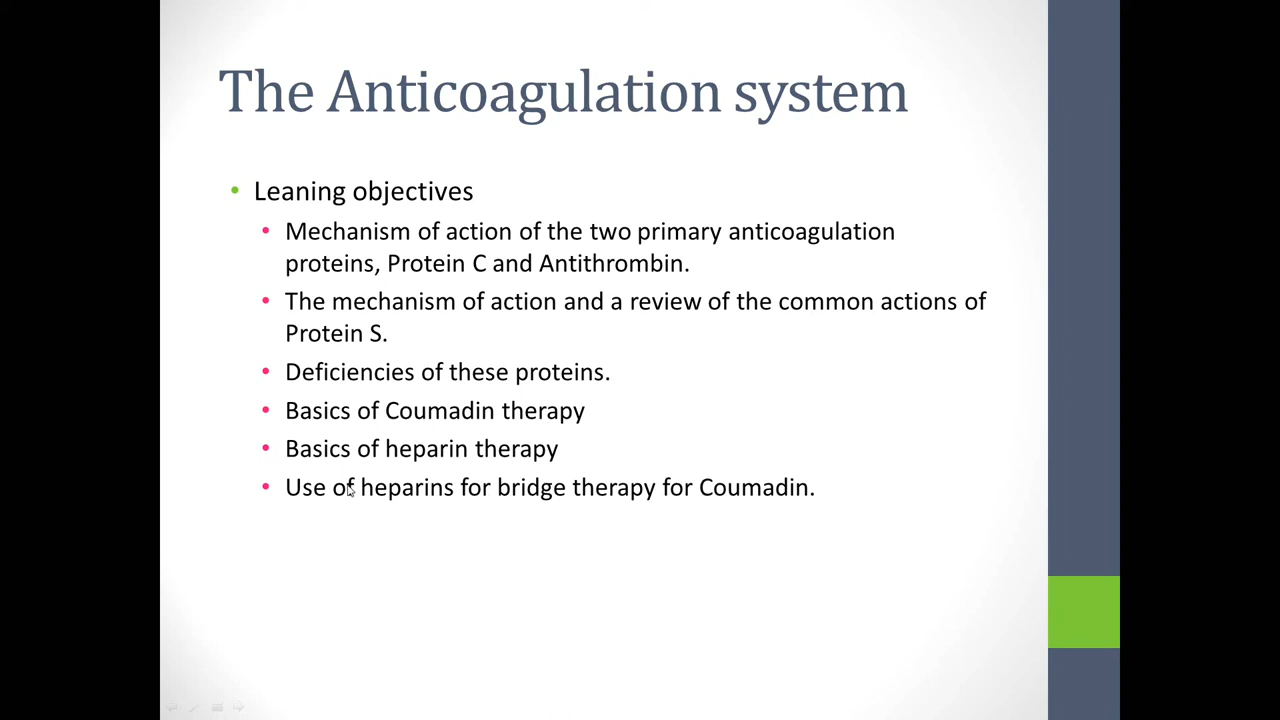 The Anticoagulation system
• Leaning objectives
• Mechanism of action of the two primary anticoagulation
proteins, Protein C and Antithrombin.
• The mechanism of action and a review of the common actions of
Protein S.
• Deficiencies of these proteins.
• Basics of Coumadin therapy
• Basics of heparin therapy
• Use of heparins for bridge therapy for Coumadin.